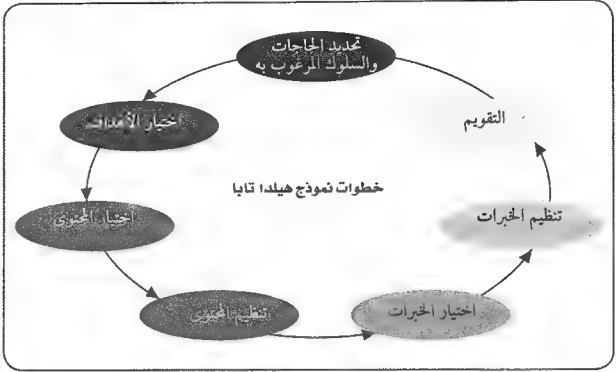 تحديد الحاجات
والسلوك المرغوب به
اختيار الأهداف
اختيار المحتوى
تنظيم المحتوى
اختيار الخبرات
تنظيم الخبرات
التقويم
خطوات نموذج هيلدا تابا